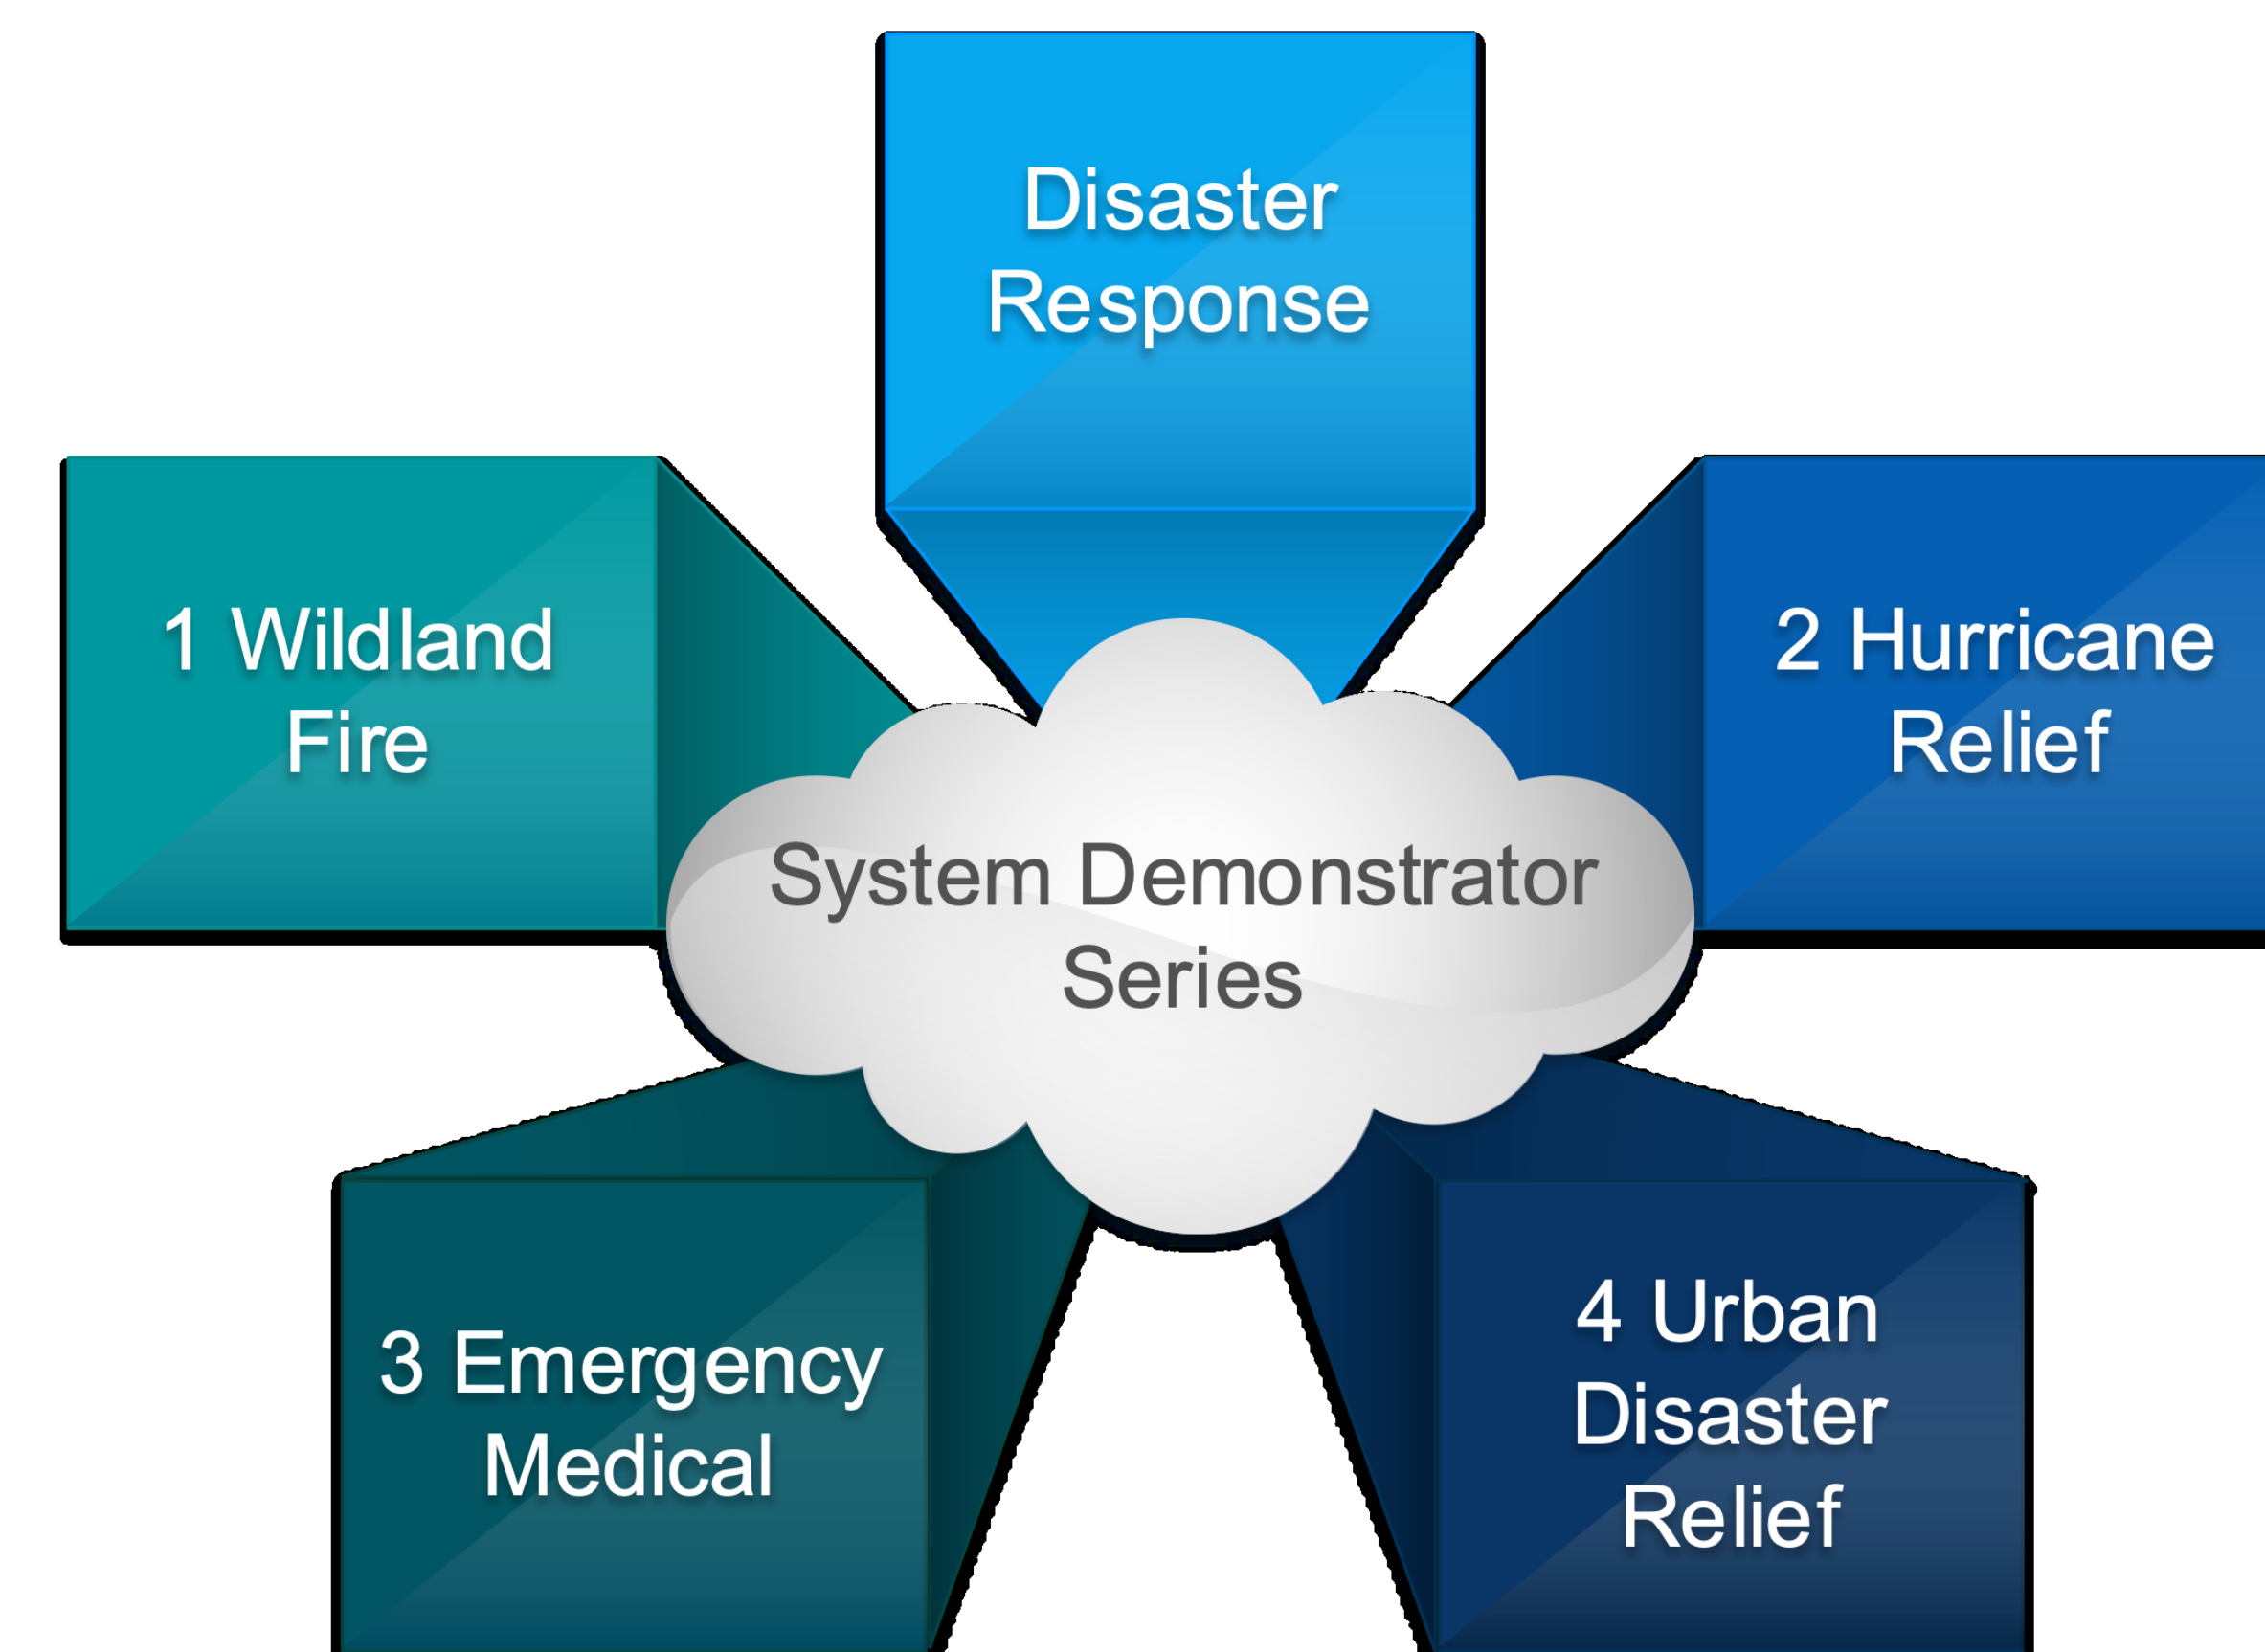 Disaster
Response
1 Wildland
Fire
2 Hurricane
Relief
System Demonstrator
Series
3 Emergency
Medical
4 Urban
Disaster
Relief